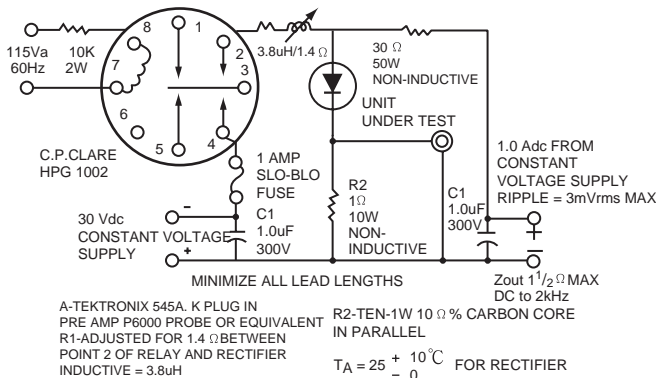 115Va
60Hz
10K
2W
8
1
7
2
3
6
5
4
C.P.CLARE
HPG 1002
3.8uH/1.4 Ω
30 Ω
50W
NON-INDUCTIVE
UNIT
UNDER TEST
1 AMP
SLO-BLO
FUSE
R2
1Ω
10W
NON-
INDUCTIVE
C1
1.0uF
300V
1.0 Adc FROM
CONSTANT
VOLTAGE SUPPLY
RIPPLE = 3mVrms MAX
+
−
30 Vdc
CONSTANT VOLTAGE
SUPPLY
-
+
C1
1.0uF
300V
Zout 1 1/2 Ω MAX
DC to 2kHz
MINIMIZE ALL LEAD LENGTHS
A-TEKTRONIX 545A. K PLUG IN
PRE AMP P6000 PROBE OR EQUIVALENT
R1-ADJUSTED FOR 1.4 Ω BETWEEN
POINT 2 OF RELAY AND RECTIFIER
INDUCTIVE = 3.8uH
R2-TEN-1W 10 Ω % CARBON CORE
IN PARALLEL
TA = 25 + 10℃ − 0 FOR RECTIFIER